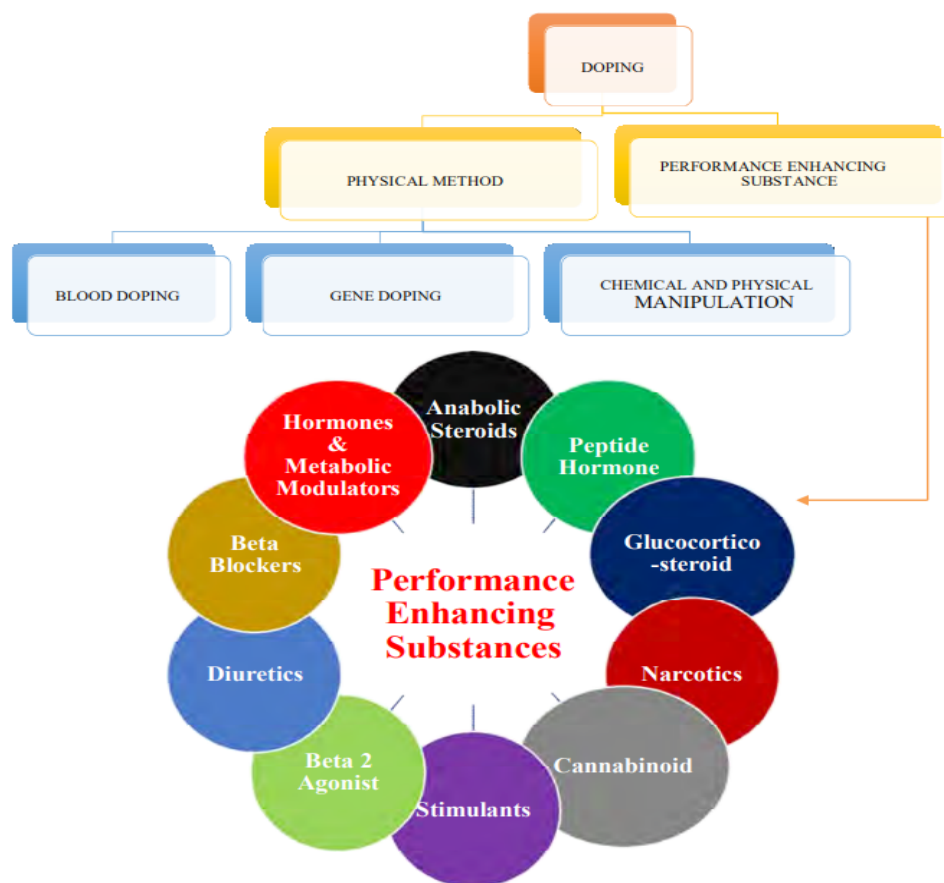 DOPING
PHYSICAL METHOD
PERFORMANCE ENHANCING
SUBSTANCE
BLOOD DOPING
GENE DOPING
CHEMICAL AND PHYSICAL
MANIPULATION
Anabolic
Steroids
Peptide
Hormone
Glucocortico
-steroid
Narcotics
Cannabinoid
Stimulants
Beta 2
Agonist
Diuretics
Beta
Blockers
Hormones
&
Metabolic
Modulators
Performance
Enhancing
Substances